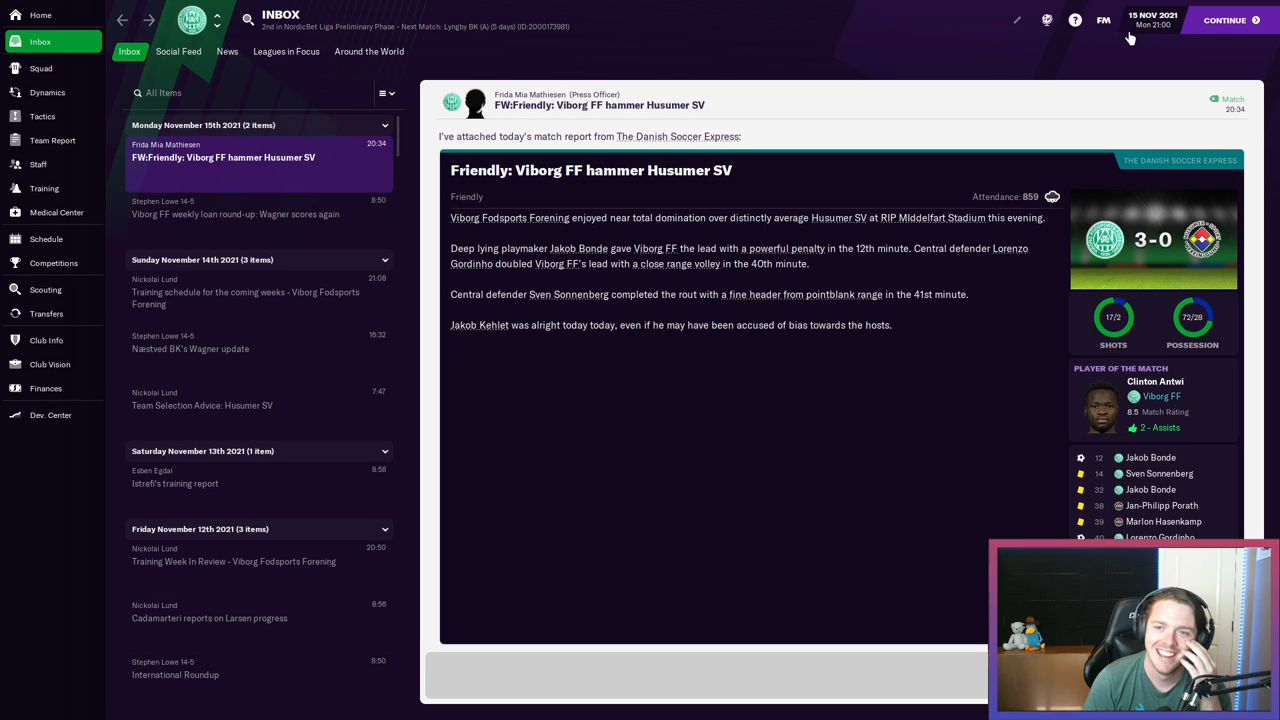 Home
Inbox
Squad
Dynamics
Tactics
Team Report
Staff
Training
Medical Center
Schedule
Competitions
Scouting
Transfers
Club Info
Club Vision
Finances
Dev. Center
INBOX
2nd in NordicBet Liga Preliminary Phase - Next Match: Lyngby BK (A) (5 days) (ID:2000173981)
?
FM
15 NOV 2021
Mon 21:00
CONTINUE
Inbox
Social Feed
News
Leagues in Focus
Around the World
All Items
Monday November 15th 2021 (2 items)
Frida Mia Mathiesen
20:34
FW:Friendly: Viborg FF hammer Husumer SV
Stephen Lowe 14-5
8:50
Viborg FF weekly loan round-up: Wagner scores again
Sunday November 14th 2021 (3 items)
Nickolai Lund
21:08
Training schedule for the coming weeks - Viborg Fodsports
Forening
Stephen Lowe 14-5
16:32
Næstved BK's Wagner update
Nickolai Lund
7:47
Team Selection Advice: Husumer SV
Saturday November 13th 2021 (1 item)
Esben Egdal
8:58
Istrefi's training report
Friday November 12th 2021 (3 items)
Nickolai Lund
20:50
Training Week In Review - Viborg Fodsports Forening
Nickolai Lund
8:56
Cadamarteri reports on Larsen progress
Stephen Lowe 14-5
8:50
International Roundup
Frida Mia Mathiesen (Press Officer)
FW:Friendly: Viborg FF hammer Husumer SV
Match
20:34
I've attached today's match report from The Danish Soccer Express:
THE DANISH SOCCER EXPRESS
Friendly: Viborg FF hammer Husumer SV
Friendly
Attendance: 859
Viborg Fodsports Forening enjoyed near total domination over distinctly average Husumer SV at RIP MIddelfart Stadium this evening.
Deep lying playmaker Jakob Bonde gave Viborg FF the lead with a powerful penalty in the 12th minute. Central defender Lorenzo
Gordinho doubled Viborg FF's lead with a close range volley in the 40th minute.
Central defender Sven Sonnenberg completed the rout with a fine header from pointblank range in the 41st minute.
Jakob Kehlet was alright today today, even if he may have been accused of bias towards the hosts.
3-0
17/2
SHOTS
72/28
POSSESSION
PLAYER OF THE MATCH
Clinton Antwi
Viborg FF
8.5 Match Rating
2 - Assists
12 Jakob Bonde
14 Sven Sonnenberg
32 Jakob Bonde
38 Jan-Philipp Porath
39 Marlon Hasenkamp
40 Lorenzo Gordinho